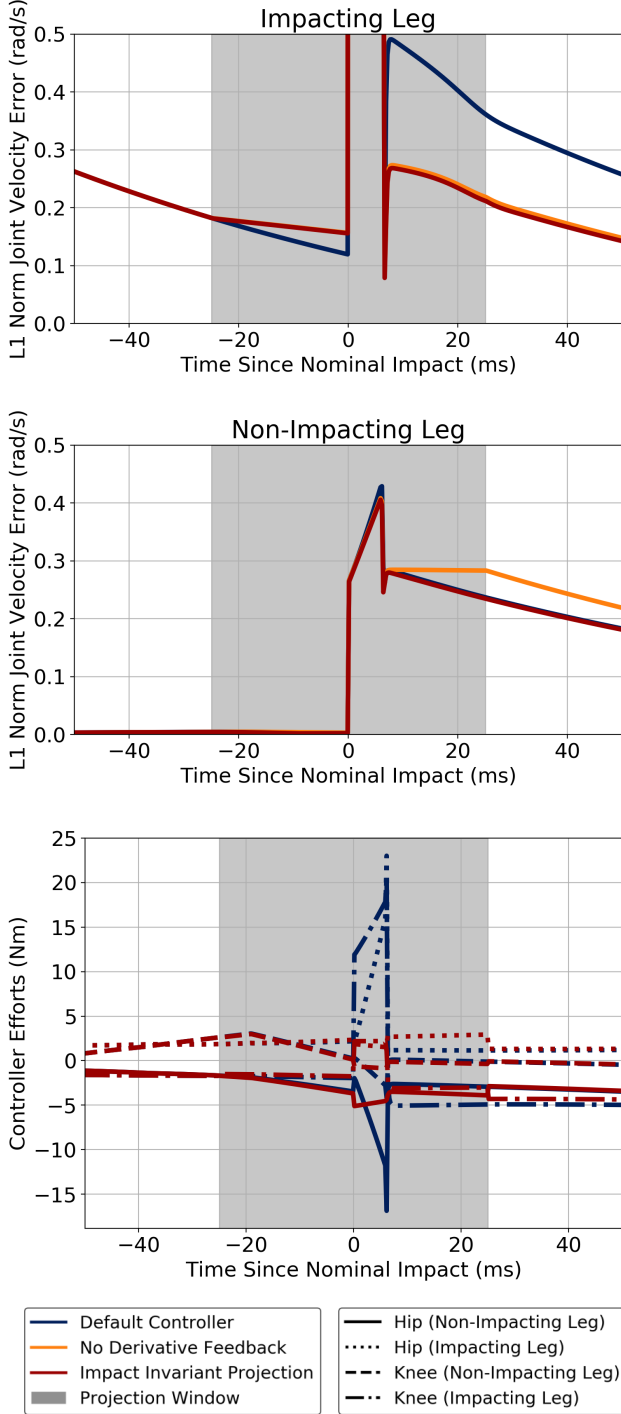 Impacting Leg
L1 Norm Joint Velocity Error (rad/s)
0.5
0.4
0.3
0.2
0.1
0.0
−40 −20 0 20 40
Time Since Nominal Impact (ms)
Non-Impacting Leg
L1 Norm Joint Velocity Error (rad/s)
0.5
0.4
0.3
0.2
0.1
0.0
−40 −20 0 20 40
Time Since Nominal Impact (ms)
Controller Efforts (Nm)
25
20
15
10
5
0
−5
−10
−15
−40 −20 0 20 40
Time Since Nominal Impact (ms)
Default Controller
No Derivative Feedback
Impact Invariant Projection
Projection Window
Hip (Non-Impacting Leg)
Hip (Impacting Leg)
Knee (Non-Impacting Leg)
Knee (Impacting Leg)